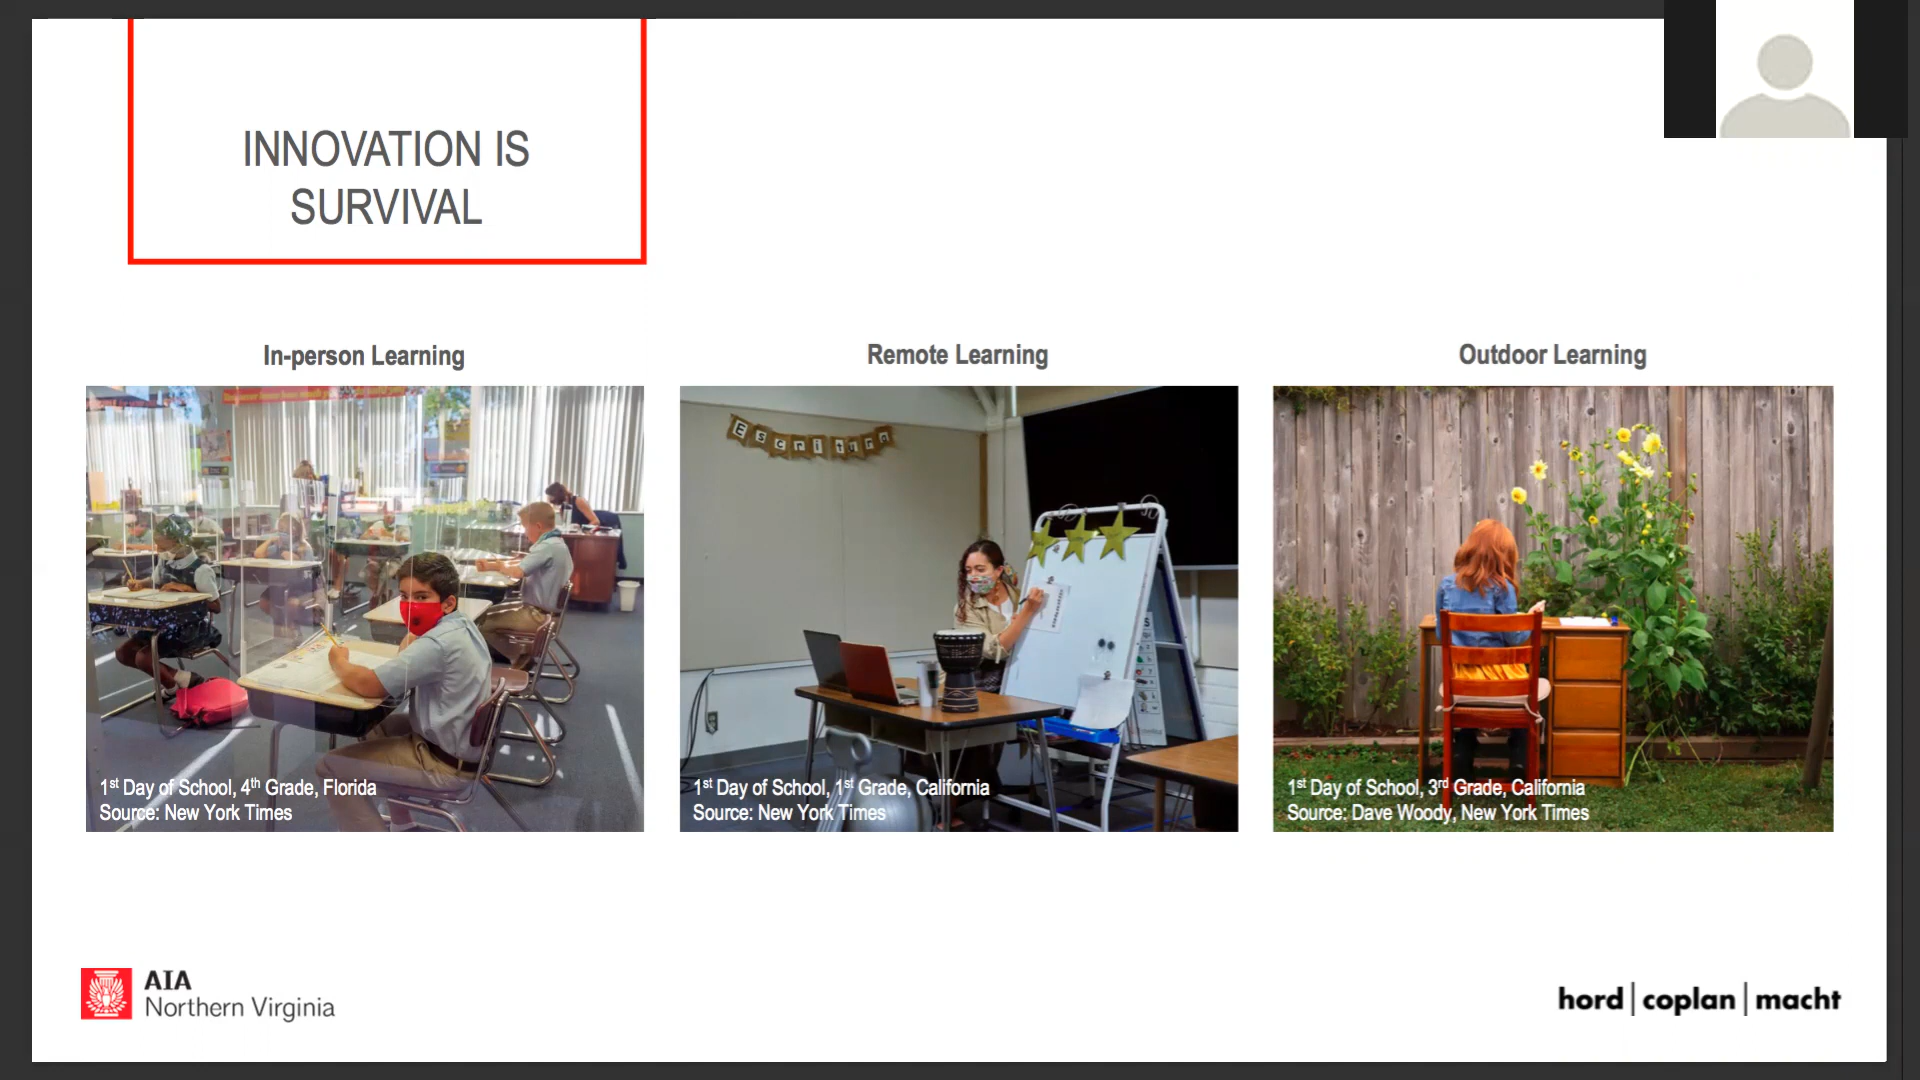 INNOVATION IS
SURVIVAL
In-person Learning
Remote Learning
Outdoor Learning
Escritura
1st Day of School, 4th Grade, Florida
Source: New York Times
1st Day of School, 1st Grade, California
Source: New York Times
1st Day of School, 3rd Grade, California
Source: Dave Woody, New York Times
AIA
Northern Virginia
hord | coplan | macht